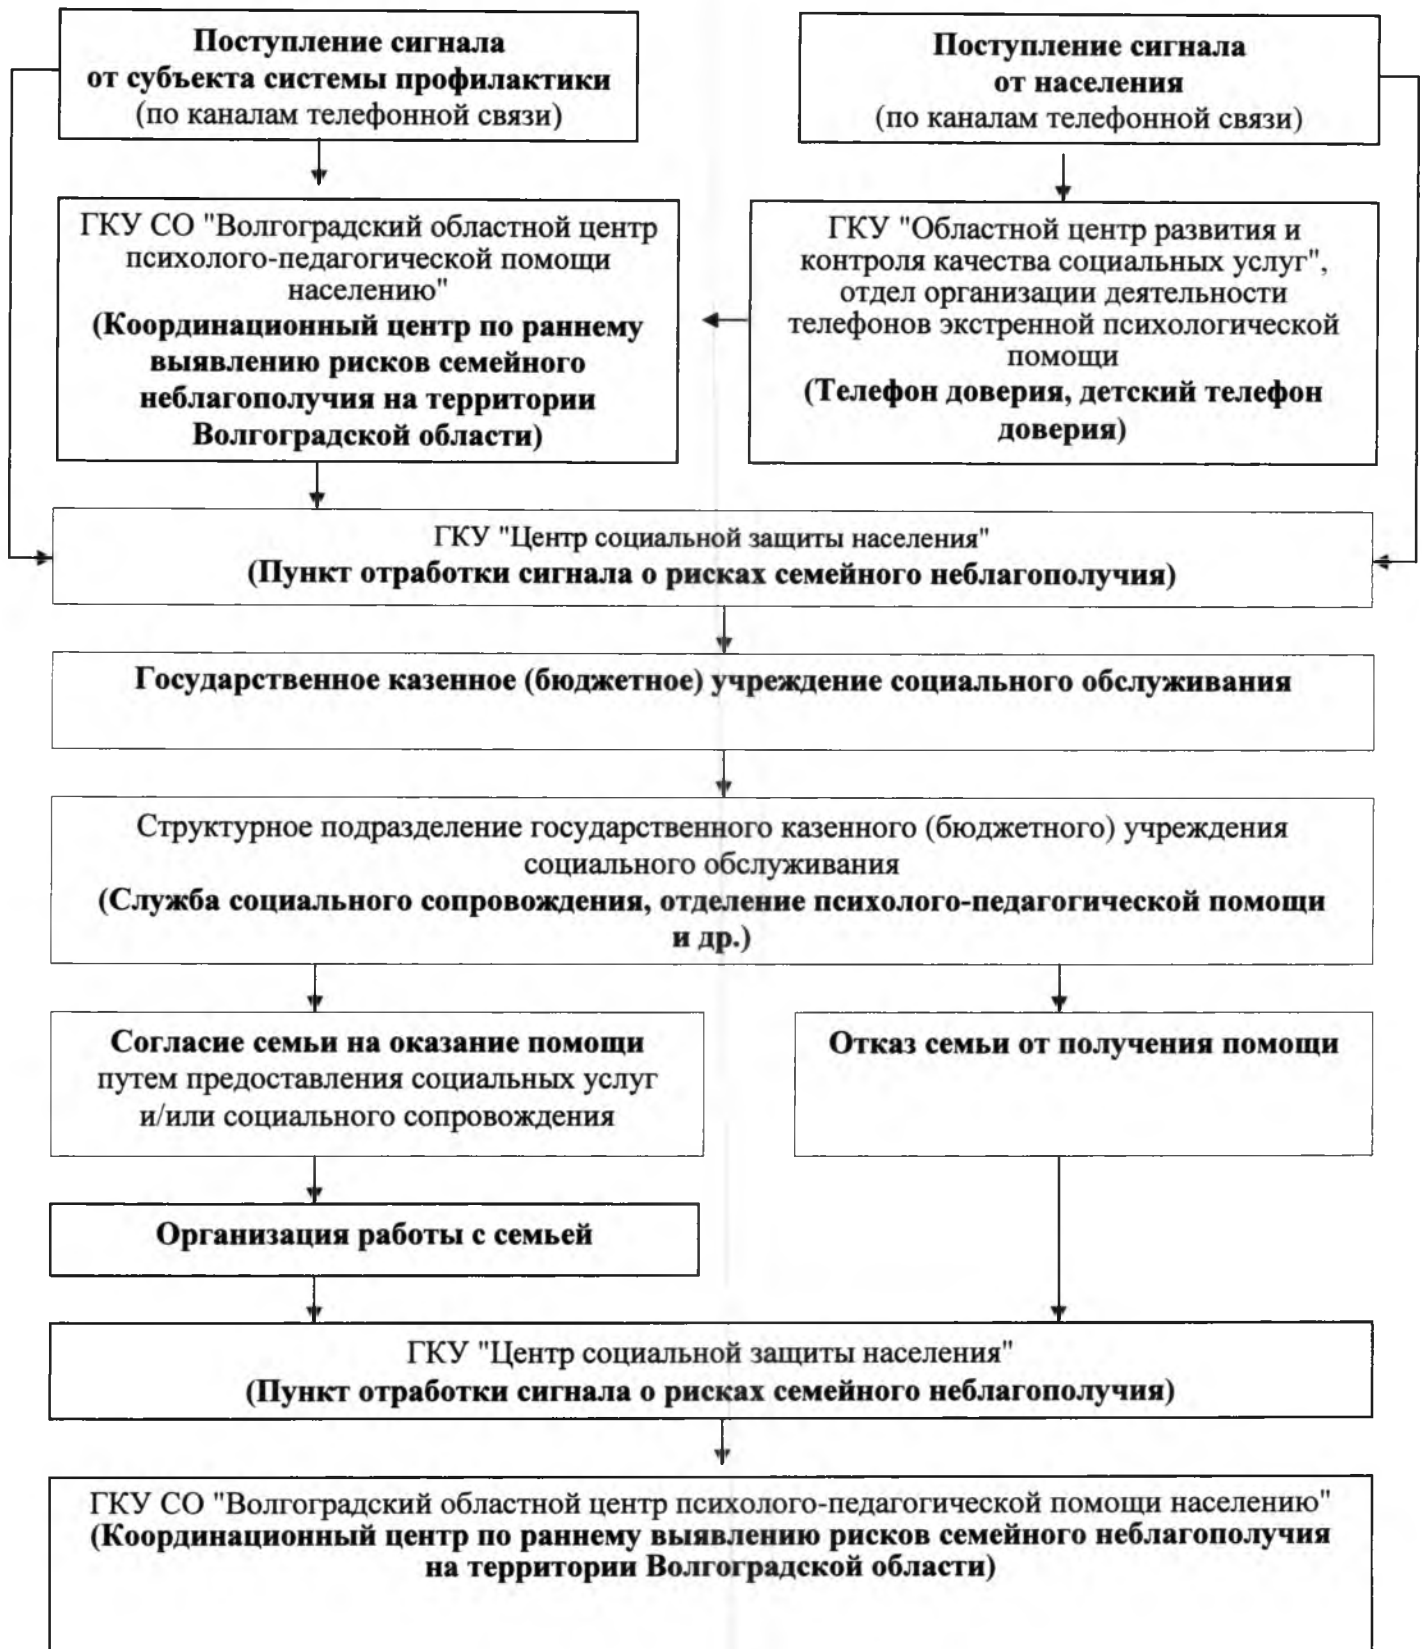 Поступление сигнала
от субъекта системы профилактики
(по каналам телефонной связи)
Поступление сигнала
от населения
(по каналам телефонной связи)
ГКУ СО "Волгоградский областной центр
психолого-педагогической помощи
населению"
(Координационный центр по раннему
выявлению рисков семейного
неблагополучия на территории
Волгоградской области)
ГКУ "Областной центр развития и
контроля качества социальных услуг",
отдел организации деятельности
телефонов экстренной психологической
помощи
(Телефон доверия, детский телефон
доверия)
ГКУ "Центр социальной защиты населения"
(Пункт отработки сигнала о рисках семейного неблагополучия)
Государственное казенное (бюджетное) учреждение социального обслуживания
Структурное подразделение государственного казенного (бюджетного) учреждения
социального обслуживания
(Служба социального сопровождения, отделение психолого-педагогической помощи
и др.)
Согласие семьи на оказание помощи
путем предоставления социальных услуг
и/или социального сопровождения
Отказ семьи от получения помощи
Организация работы с семьей
ГКУ "Центр социальной защиты населения"
(Пункт отработки сигнала о рисках семейного неблагополучия)
ГКУ СО "Волгоградский областной центр психолого-педагогической помощи населению"
(Координационный центр по раннему выявлению рисков семейного неблагополучия
на территории Волгоградской области)